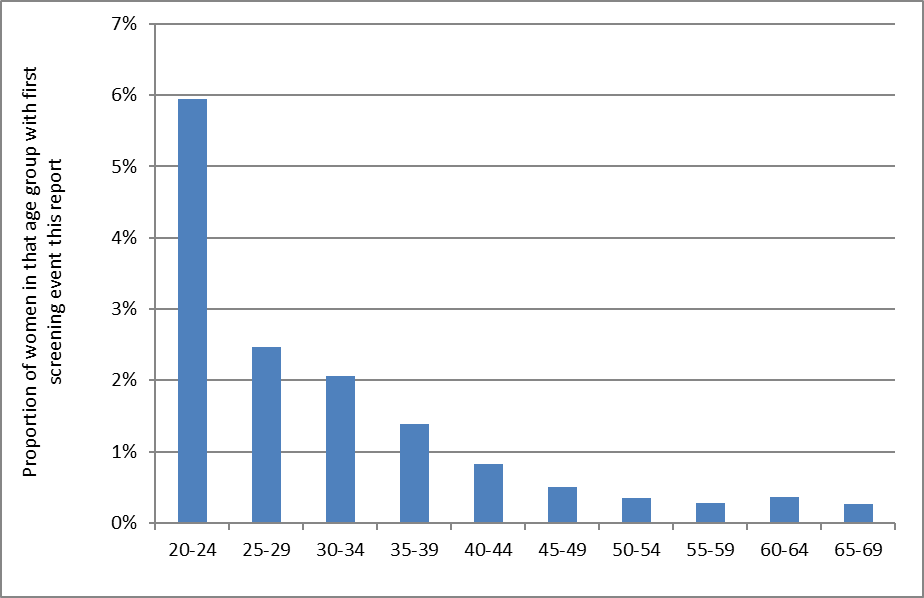 Proportion of women in that age group with first
screening event this report
7%
6%
5%
4%
3%
2%
1%
0%
20-24 25-29 30-34 35-39 40-44 45-49 50-54 55-59 60-64 65-69